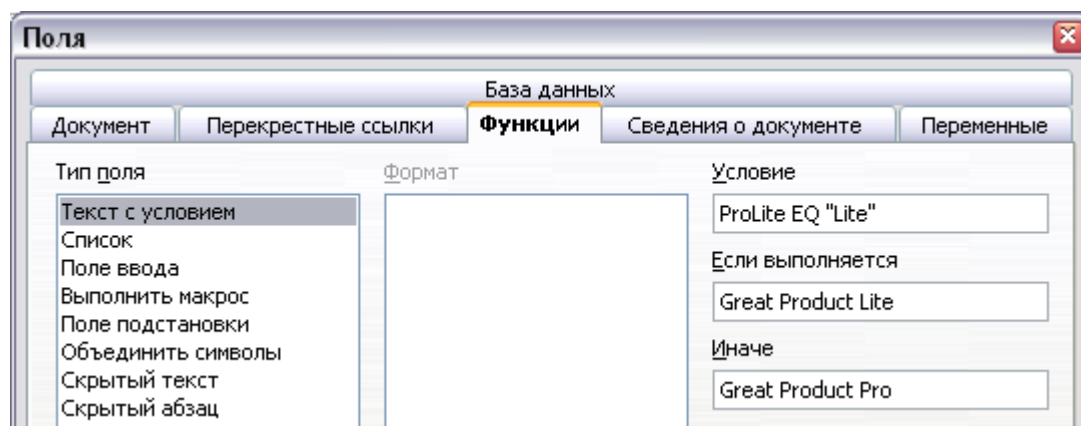 Поля
База данных
Документ Перекрестные ссылки Функции Сведения о документе Переменные
Тип поля
Текст с условием
Список
Поле ввода
Выполнить макрос
Поле подстановки
Объединить символы
Скрытый текст
Скрытый абзац
Формат
Условие
ProLite EQ "Lite"
Если выполняется
Great Product Lite
Иначе
Great Product Pro